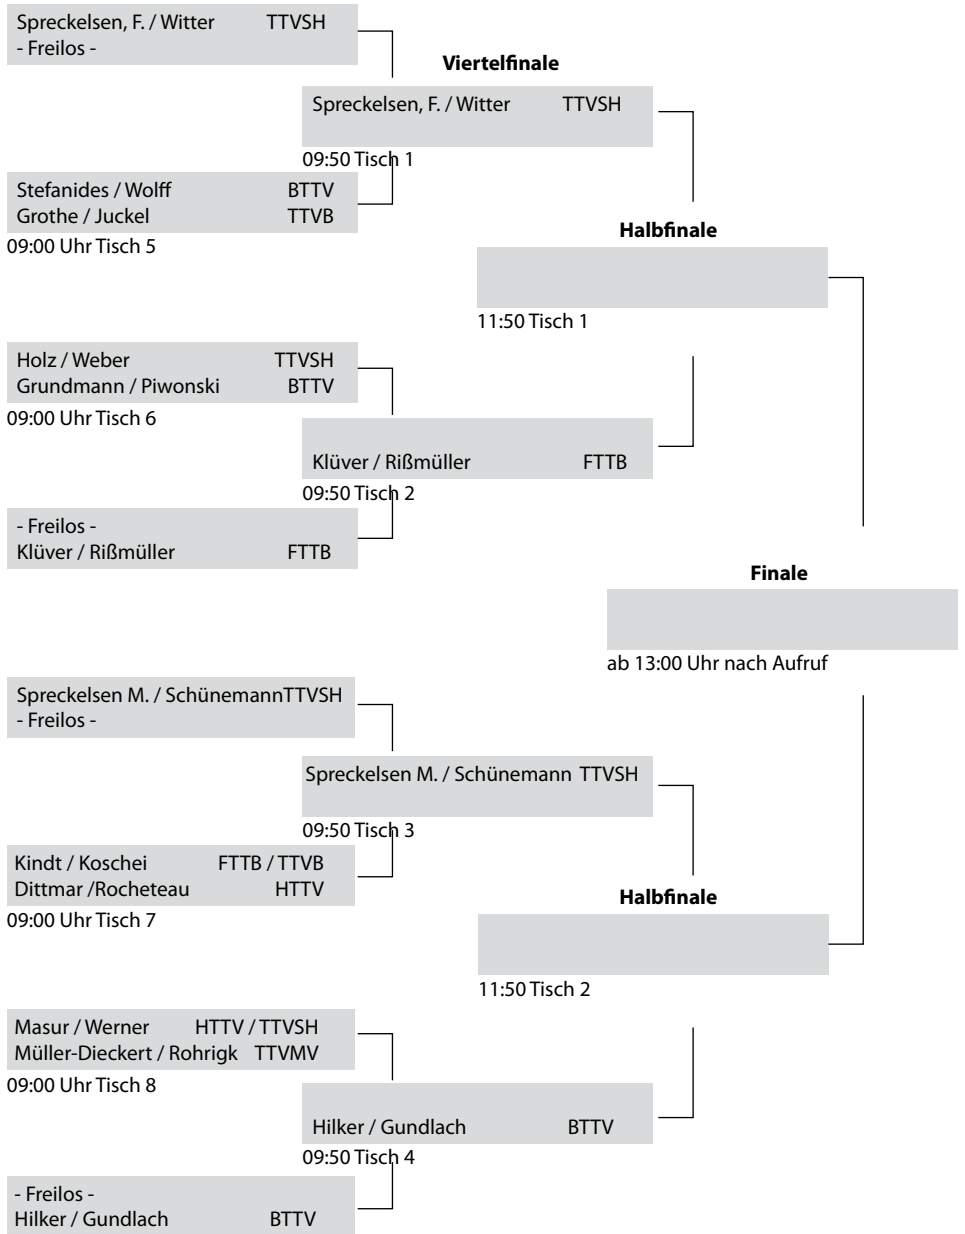 Spreckelsen, F. / Witter TTVSH
- Freilos -
Viertelfinale
Spreckelsen, F. / Witter TTVSH
09:50 Tisch 1
Stefanides / Wolff BTTV
Grothe / Juckel TTVB
09:00 Uhr Tisch 5
Halbfinale
11:50 Tisch 1
Holz / Weber TTVSH
Grundmann / Piwonski BTTV
09:00 Uhr Tisch 6
Klüver / Rißmüller FTTB
09:50 Tisch 2
- Freilos -
Klüver / Rißmüller FTTB
Finale
ab 13:00 Uhr nach Aufruf
Spreckelsen M. / SchünemannTTVSH
- Freilos -
Spreckelsen M. / Schünemann TTVSH
09:50 Tisch 3
Kindt / Koschei FTTB / TTVB
Dittmar /Rocheteau HTTV
09:00 Uhr Tisch 7
Halbfinale
11:50 Tisch 2
Masur / Werner HTTV / TTVSH
Müller-Dieckert / Rohrigk TTVMV
09:00 Uhr Tisch 8
Hilker / Gundlach BTTV
09:50 Tisch 4
- Freilos -
Hilker / Gundlach BTTV